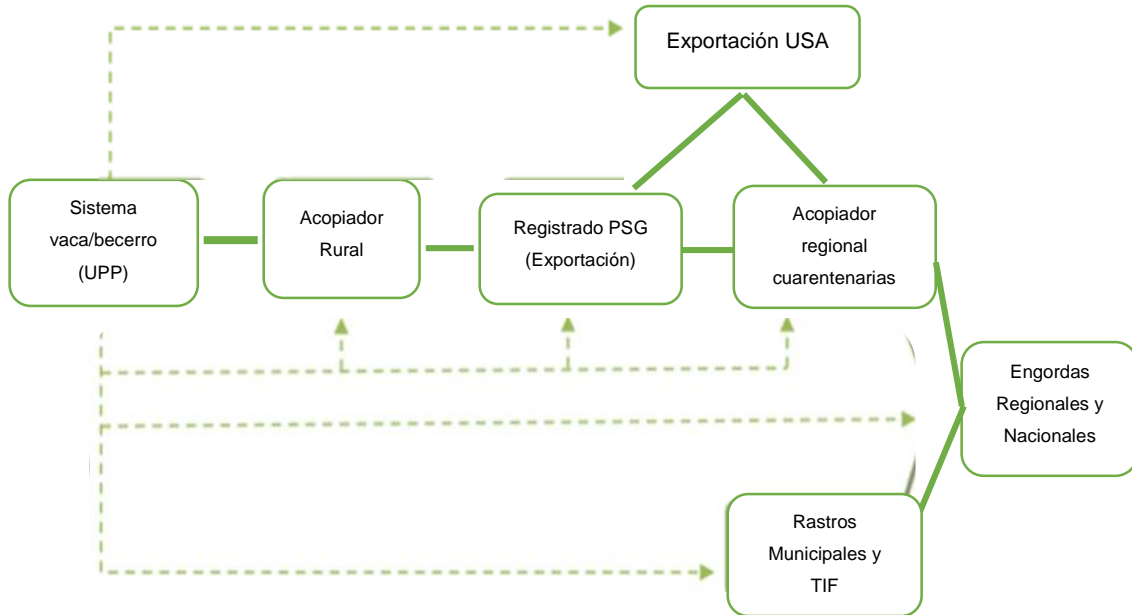 Exportación USA
Sistema
vaca/becerro
(UPP)
Acopiador
Rural
Registrado PSG
(Exportación)
Acopiador
regional
cuarentenarias
Engordas
Regionales y
Nacionales
Rastros
Municipales y
TIF